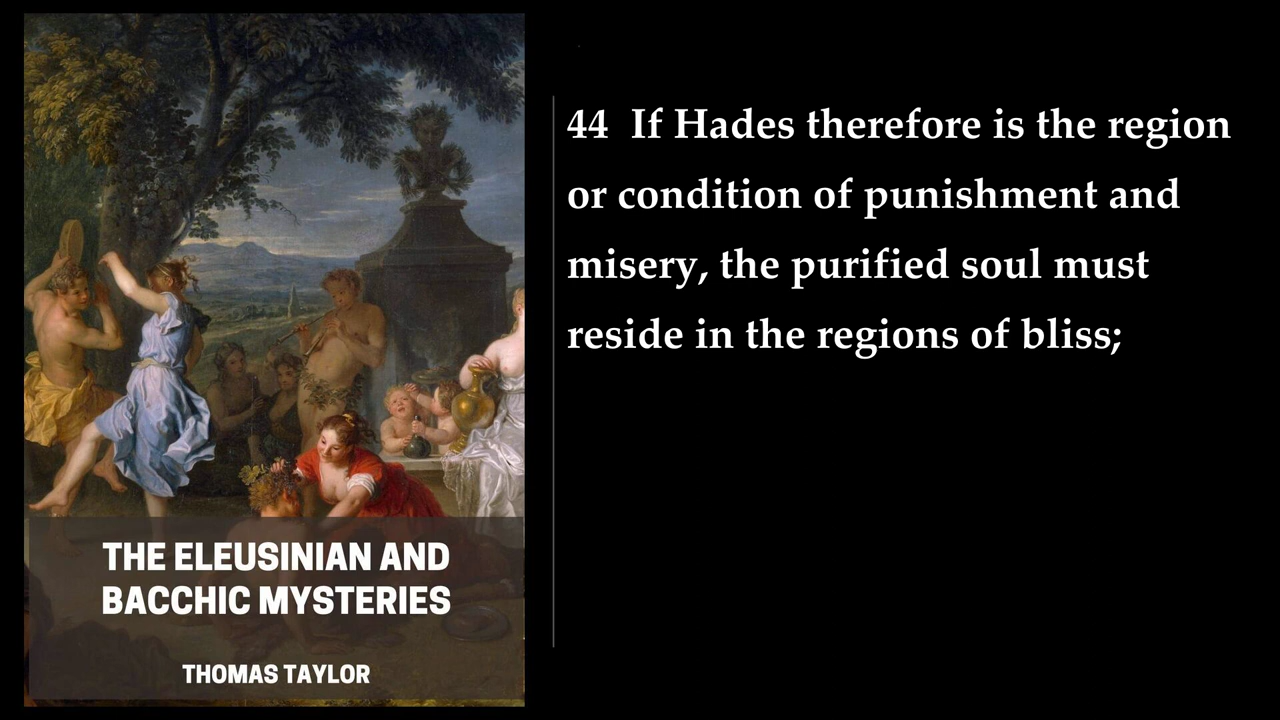 44 If Hades therefore is the region
or condition of punishment and
misery, the purified soul must
reside in the regions of bliss;
THE ELEUSINIAN AND
BACCHIC MYSTERIES
THOMAS TAYLOR